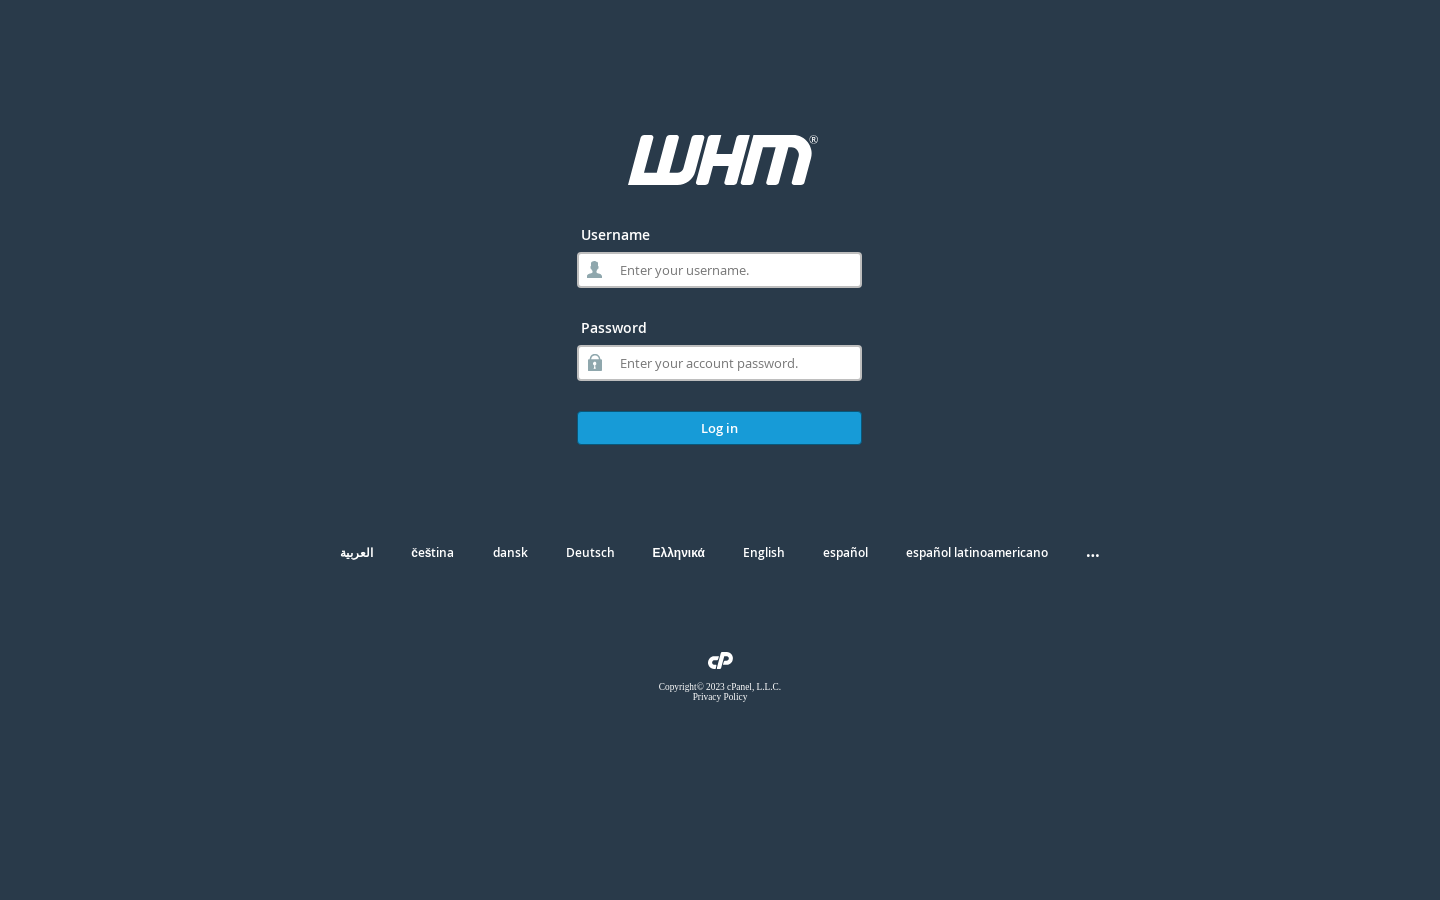 WHM®
Username
Enter your username.
Password
Enter your account password.
Log in
العربية čeština dansk Deutsch Ελληνικά English español español latinoamericano ...
cP
Copyright© 2023 cPanel, L.L.C.
Privacy Policy